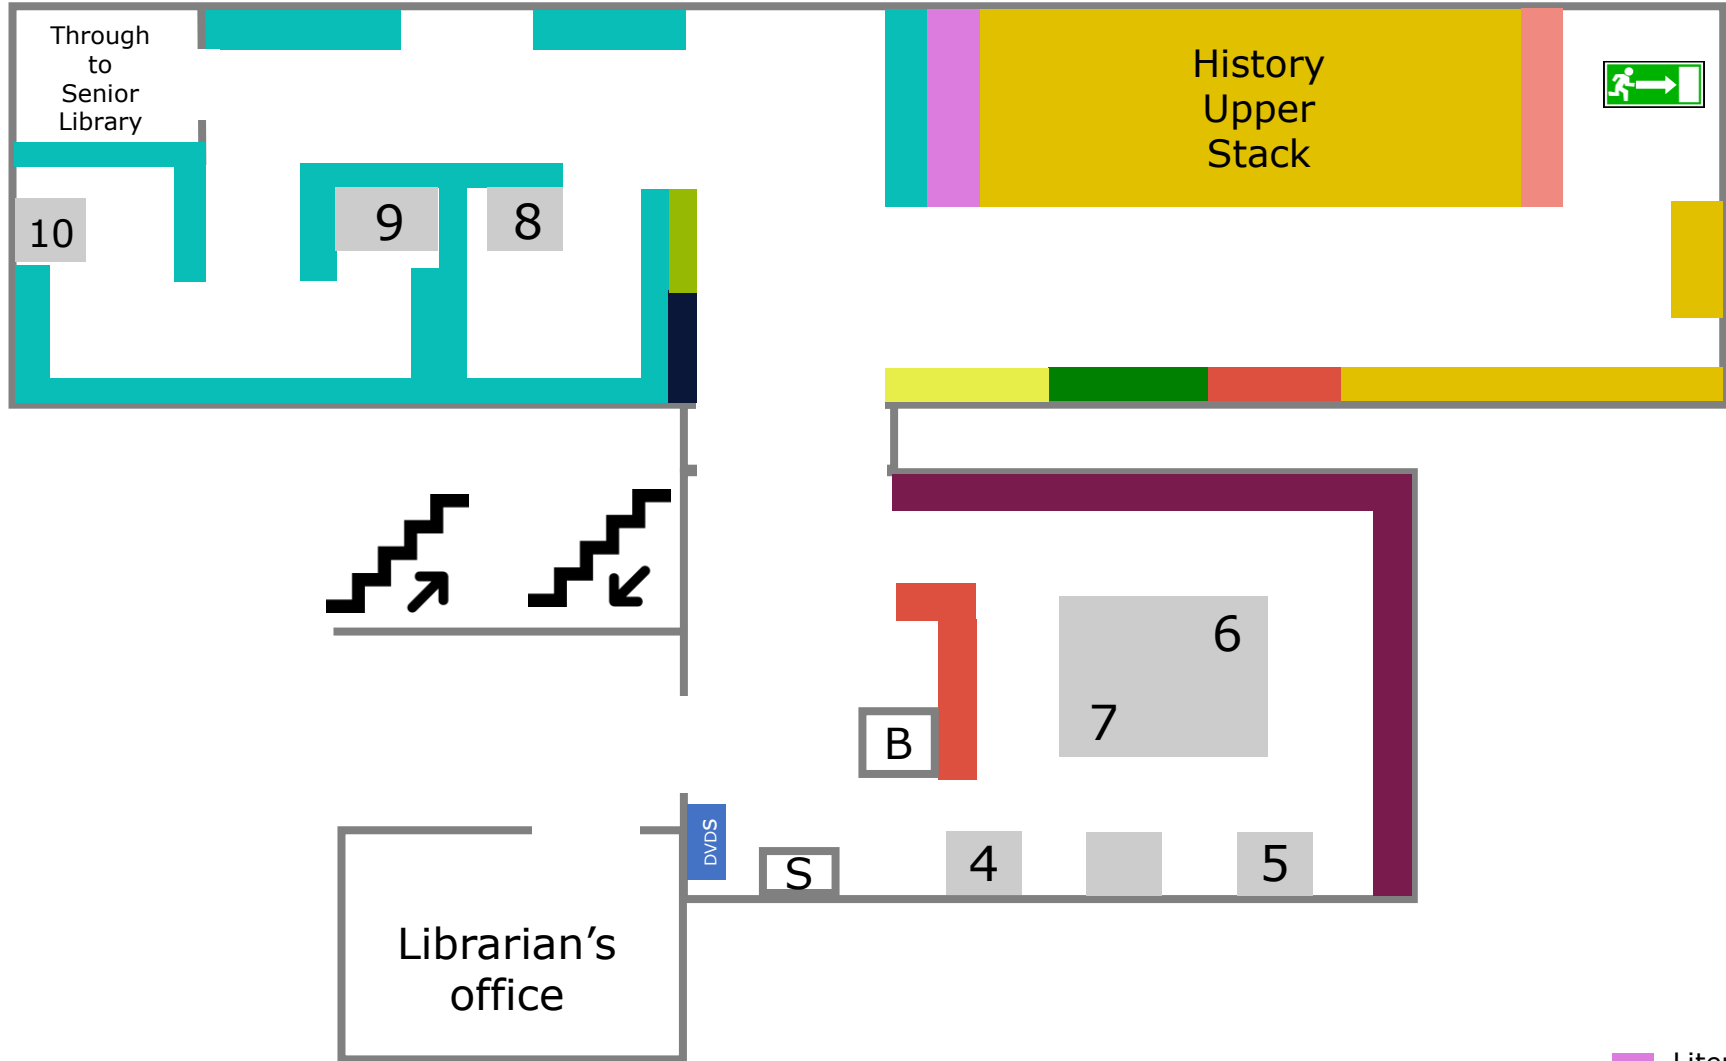 Through
to
Senior
Library
History
Upper
Stack
10
9
8
6
7
B
DVDS
S
4
5
Librarian’s
office